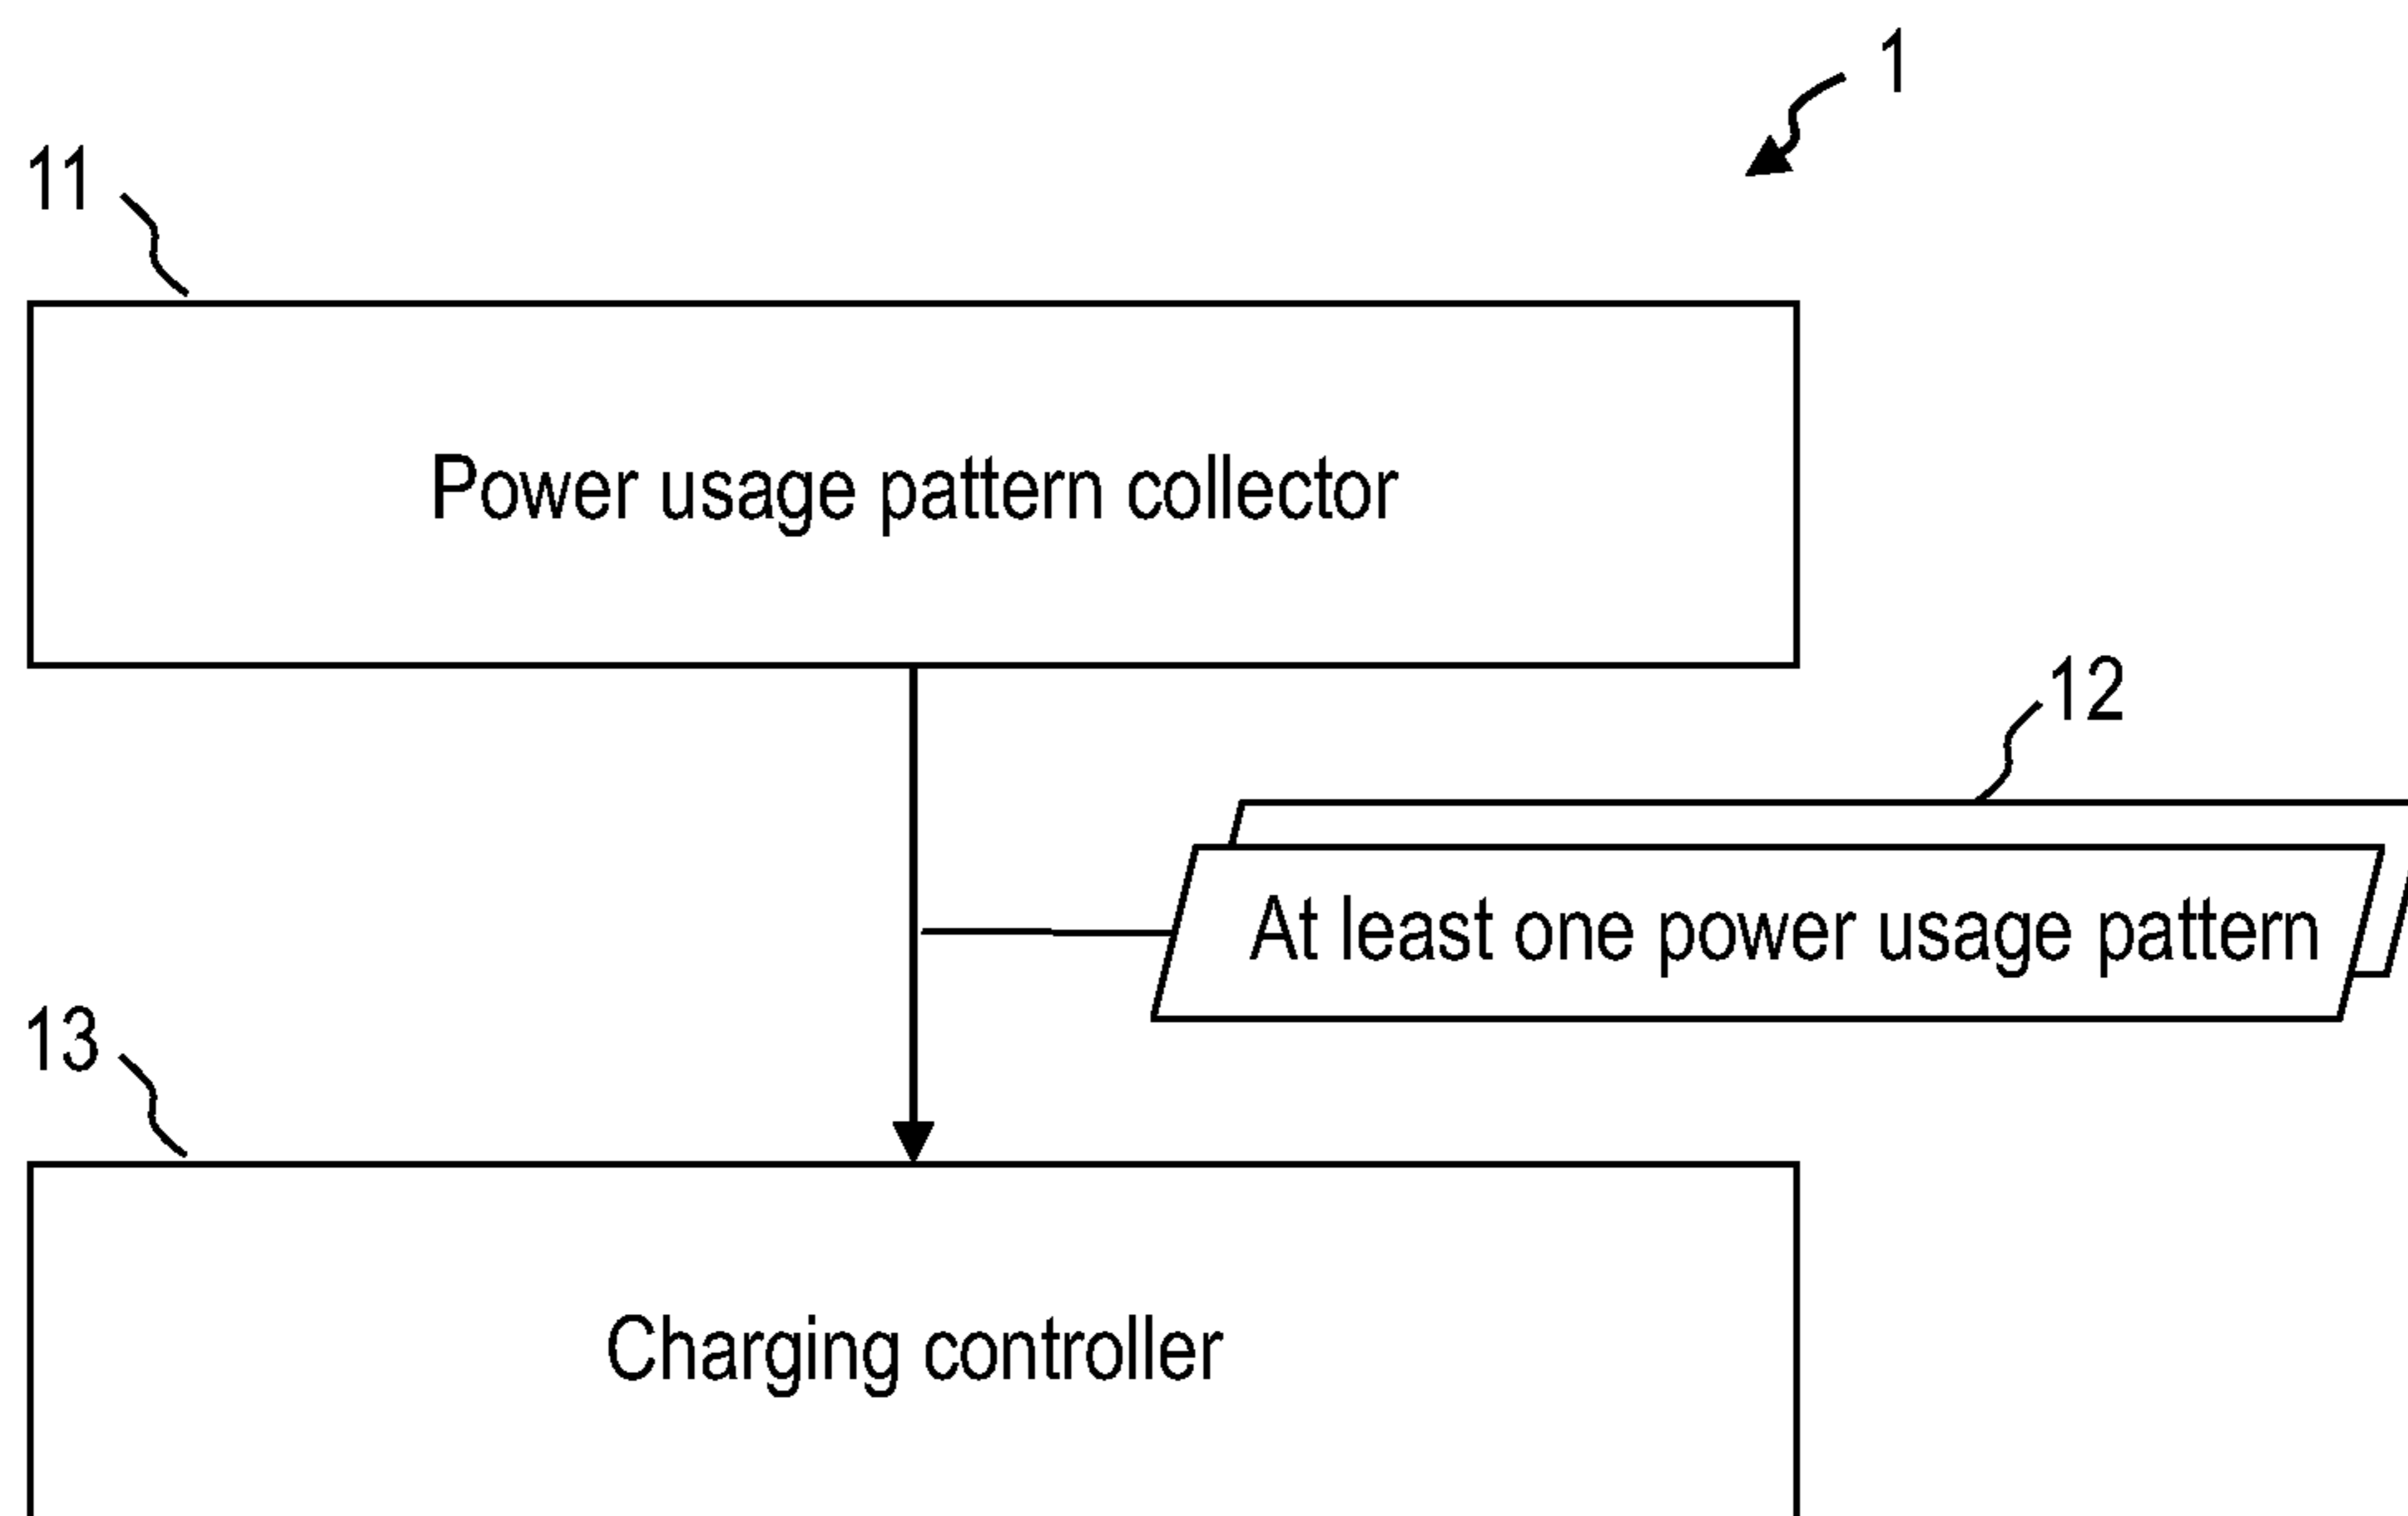 1
11
Power usage pattern collector
12
At least one power usage pattern
13
Charging controller